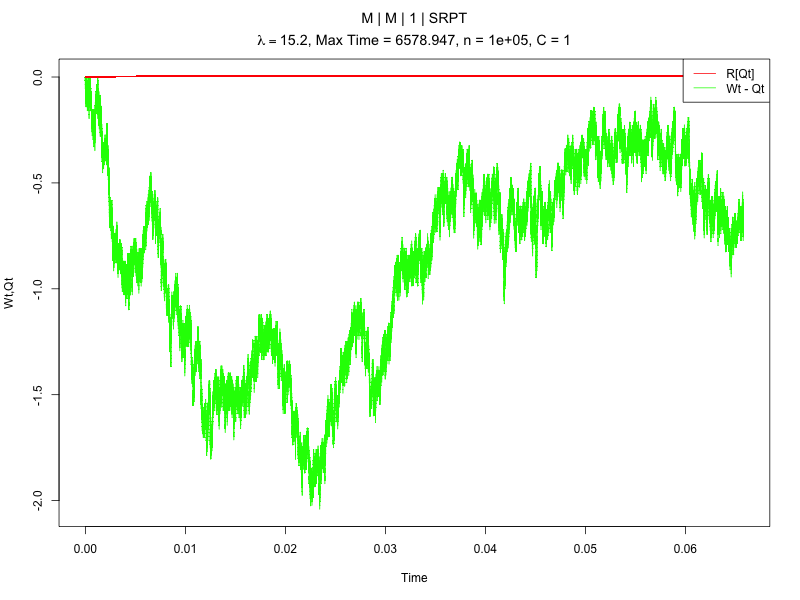 M | M | 1 | SRPT
λ = 15.2, Max Time = 6578.947, n = 1e+05, C = 1
R[Qt]
Wt - Qt
0.0
-0.5
-1.0
-1.5
-2.0
Wt,Qt
0.00 0.01 0.02 0.03 0.04 0.05 0.06
Time